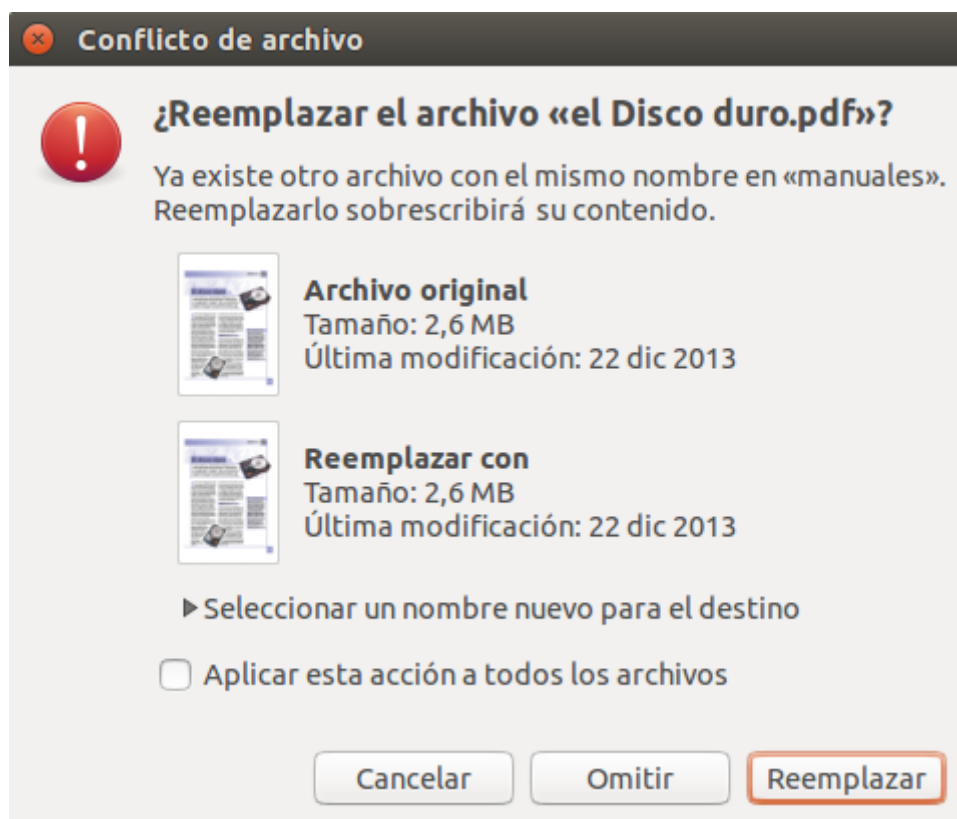 Conflicto de archivo
¿Reemplazar el archivo «el Disco duro.pdf»?
Ya existe otro archivo con el mismo nombre en «manuales».
Reemplazarlo sobrescribirá su contenido.
Archivo original
Tamaño: 2,6 MB
Última modificación: 22 dic 2013
Reemplazar con
Tamaño: 2,6 MB
Última modificación: 22 dic 2013
Seleccionar un nombre nuevo para el destino
Aplicar esta acción a todos los archivos
Cancelar
Omitir
Reemplazar